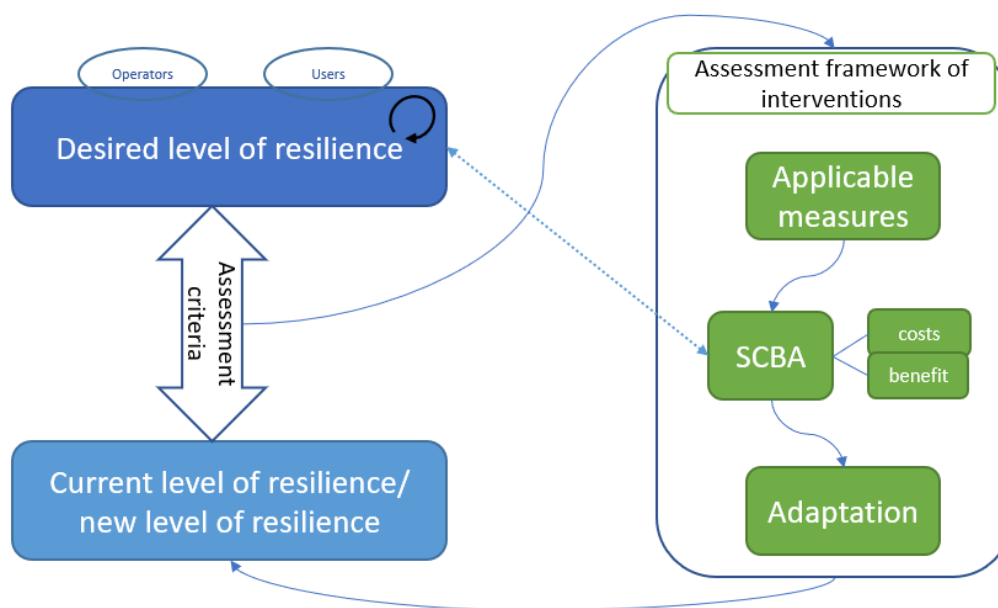 Operators
Users
Desired level of resilience
Assessment
criteria
Current level of resilience/
new level of resilience
Assessment framework of
interventions
Applicable
measures
SCBA
costs
benefit
Adaptation